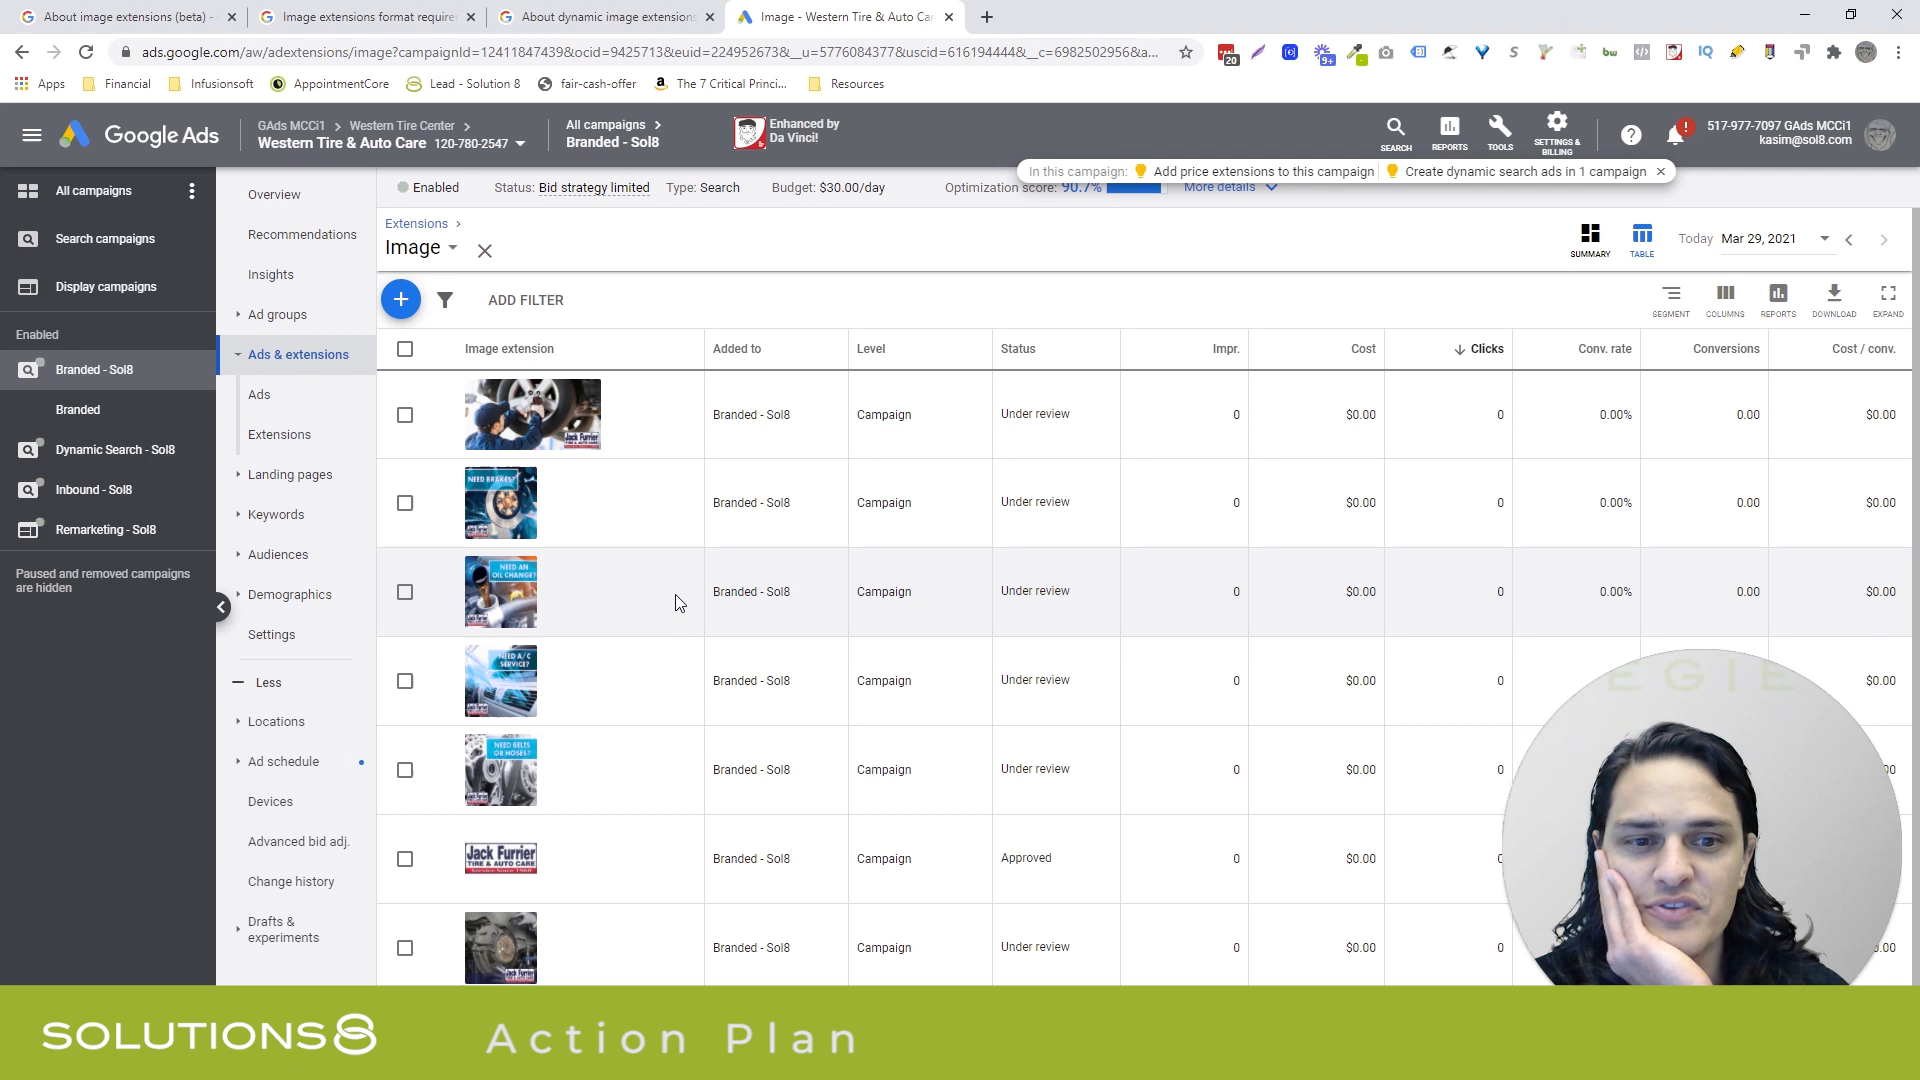 About image extensions (beta) -
Image extensions format require
About dynamic image extensions
Image - Western Tire & Auto Car
ads.google.com/aw/adextensions/image?campaignId=12411847439&ocid=9425713&euid=2249526738&__u=5776084377&uscid=616194444&__c=6982502956&a...
20
9+
bw
IQ
Apps
Financial
Infusionsoft
AppointmentCore
Lead - Solution 8
fair-cash-offer
The 7 Critical Princi...
Resources
Google Ads
GAds MCCi1 > Western Tire Center >
Western Tire & Auto Care 120-780-2547
All campaigns >
Branded - Sol8
Enhanced by
Da Vinci!
SEARCH
REPORTS
TOOLS
SETTINGS &
BILLING
517-977-7097 GAds MCCi1
kasim@sol8.com
In this campaign: Add price extensions to this campaign
Create dynamic search ads in 1 campaign
All campaigns
Search campaigns
Display campaigns
Enabled
Branded - Sol8
Branded
Dynamic Search - Sol8
Inbound - Sol8
Remarketing - Sol8
Paused and removed campaigns
are hidden
Overview
Recommendations
Insights
Ad groups
Ads & extensions
Ads
Extensions
Landing pages
Keywords
Audiences
Demographics
Settings
Less
Locations
Ad schedule
Devices
Advanced bid adj.
Change history
Drafts &
experiments
Enabled
Status: Bid strategy limited
Type: Search
Budget: $30.00/day
Optimization score: 90.7%
More details
Extensions >
Image
SUMMARY
TABLE
Today Mar 29, 2021
ADD FILTER
SEGMENT
COLUMNS
REPORTS
DOWNLOAD
EXPAND
Image extension Added to Level Status Impr. Cost Clicks Conv. rate Conversions Cost / conv.
Jack Furrier
Branded - Sol8 Campaign Under review 0 $0.00 0 0.00% 0.00 $0.00
NEED BRAKES?
Branded - Sol8 Campaign Under review 0 $0.00 0 0.00% 0.00 $0.00
NEED AN
OIL CHANGE?
Branded - Sol8 Campaign Under review 0 $0.00 0 0.00% 0.00 $0.00
NEED A/C
SERVICE?
Branded - Sol8 Campaign Under review 0 $0.00 0 $0.00
NEED BELTS
OR HOSES?
Branded - Sol8 Campaign Under review 0 $0.00 0
Jack Furrier
TIRE & AUTO CARE
Branded - Sol8 Campaign Approved 0 $0.00
Jack Furrier
Branded - Sol8 Campaign Under review 0 $0.00
EGIE
SOLUTIONS8
Action Plan